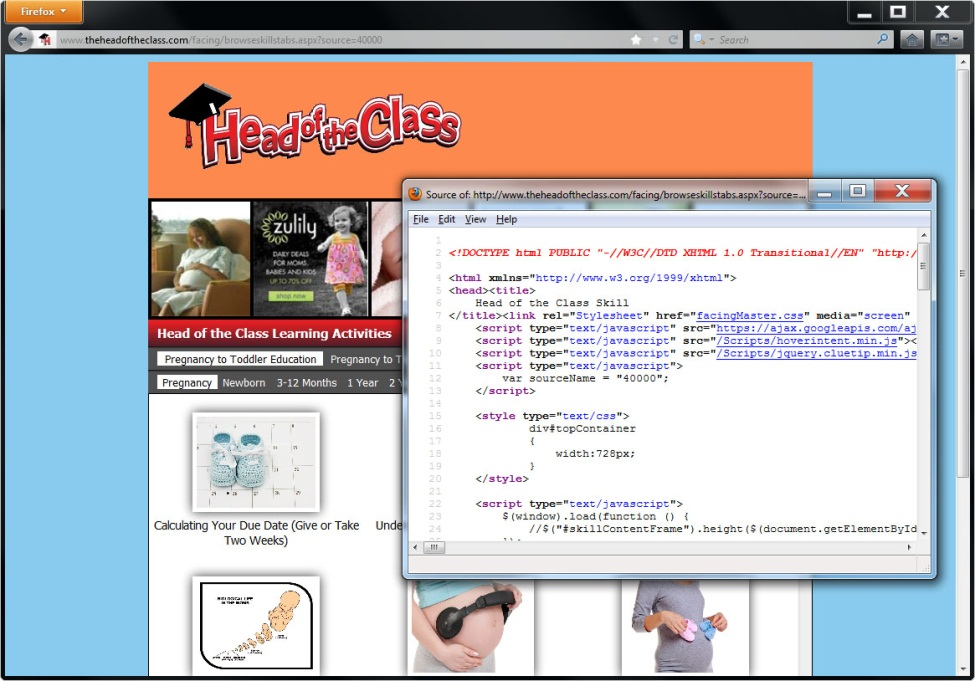 Firefox
www.theheadoftheclass.com/facing/browseskillstabs.aspx?source=40000
Search
Head of the Class
zulily
DAILY DEALS
FOR MOMS,
BABIES AND KIDS
UP TO 70% OFF
shop now
Head of the Class Learning Activities
Pregnancy to Toddler Education Pregnancy to T
Pregnancy Newborn 3-12 Months 1 Year 2 Y
Calculating Your Due Date (Give or Take
Two Weeks)
Unde
BIOLOGICAL LIFE
IN THE WOMB
Source of: http://www.theheadoftheclass.com/facing/browseskillstabs.aspx?source=...
File Edit View Help
1
2 <!DOCTYPE html PUBLIC "-//W3C//DTD XHTML 1.0 Transitional//EN" "http:/
3
4 <html xmlns="http://www.w3.org/1999/xhtml">
5 <head><title>
6 Head of the Class Skill
7 </title><link rel="Stylesheet" href="facingMaster.css" media="screen"
8 <script type="text/javascript" src="https://ajax.googleapis.com/aj
9 <script type="text/javascript" src="/Scripts/hoverintent.min.js"><
10 <script type="text/javascript" src="/Scripts/jquery.cluetip.min.js
11 <script type="text/javascript">
12 var sourceName = "40000";
13 </script>
14
15 <style type="text/css">
16 div#topContainer
17 {
18 width:728px;
19 }
20 </style>
21
22 <script type="text/javascript">
23 $(window).load(function () {
24 //$("#skillContentFrame").height($(document.getElementById
25 });